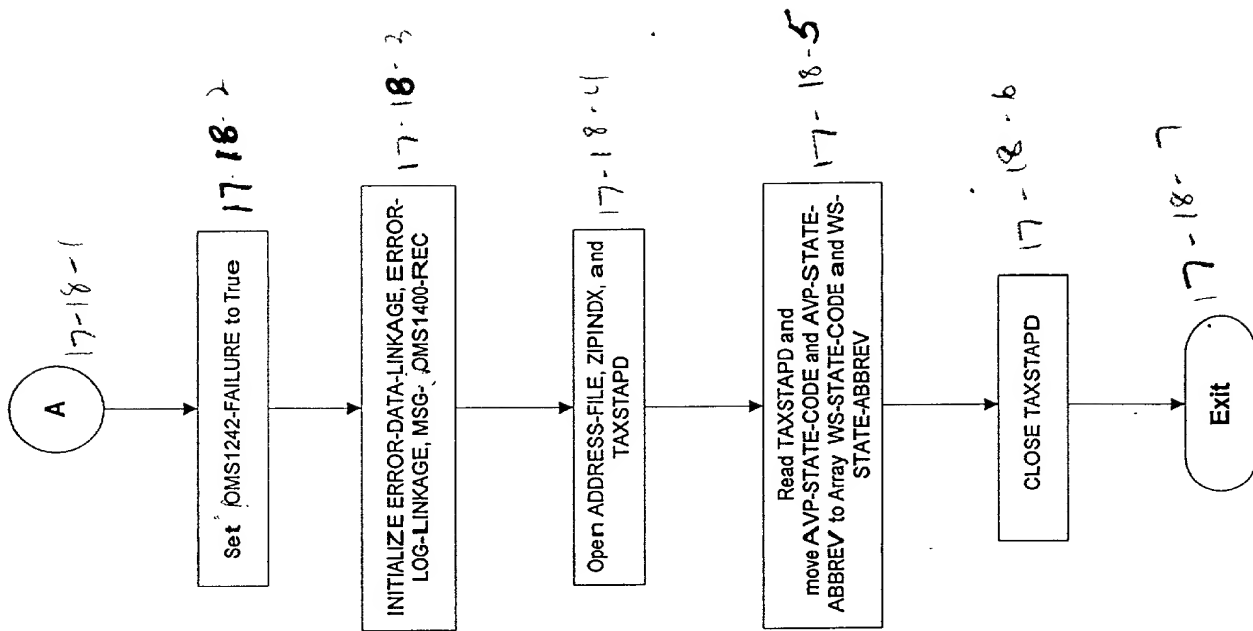 A
17-18-1
Set OMS1242-FAILURE to True
17-18-2
INITIALIZE ERROR-DATA-LINKAGE, ERROR-
LOG-LINKAGE, MSG- OMS1400-REC
17-18-3
Open ADDRESS-FILE, ZIPINDX, and
TAXSTAPD
17-18-4
Read TAXSTAPD and
move AVP-STATE-CODE and AVP-STATE-
ABBREV to Array WS-STATE-CODE and WS-
STATE-ABBREV
17-18-5
CLOSE TAXSTAPD
17-18-6
Exit
17-18-7